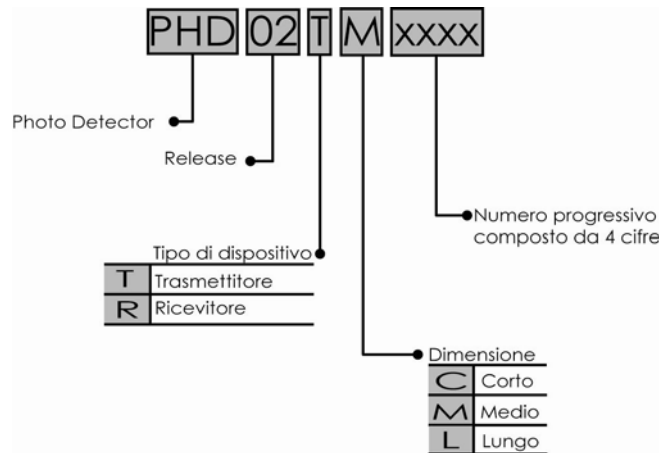 PHD 02 T M xxxx
Photo Detector
Release
Numero progressivo
composto da 4 cifre
Tipo di dispositivo
T Trasmettitore
R Ricevitore
Dimensione
C Corto
M Medio
L Lungo